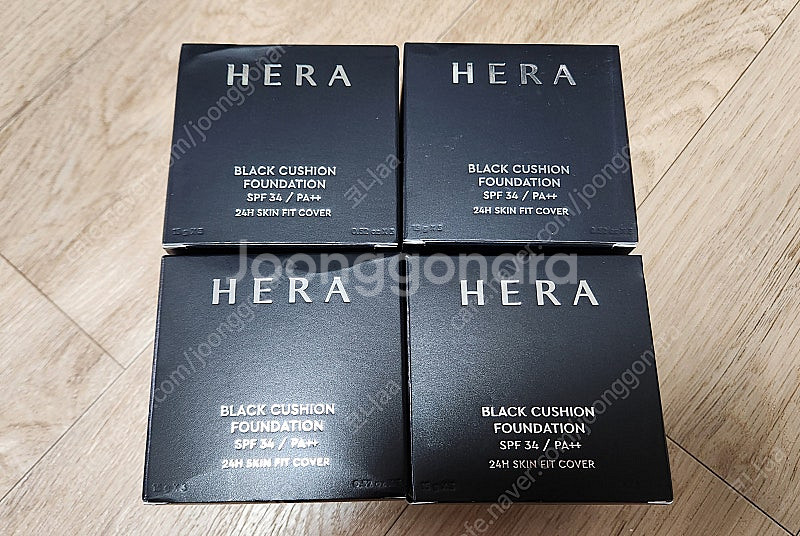 HERA
BLACK CUSHION
FOUNDATION
SPF 34 / PA++
24H SKIN FIT COVER
HERA
BLACK CUSHION
FOUNDATION
SPF 34 / PA++
24H SKIN FIT COVER
Joonggonara
HERA
BLACK CUSHION
FOUNDATION
SPF 34 / PA++
24H SKIN FIT COVER
HERA
BLACK CUSHION
FOUNDATION
SPF 34 / PA++
24H SKIN FIT COVER